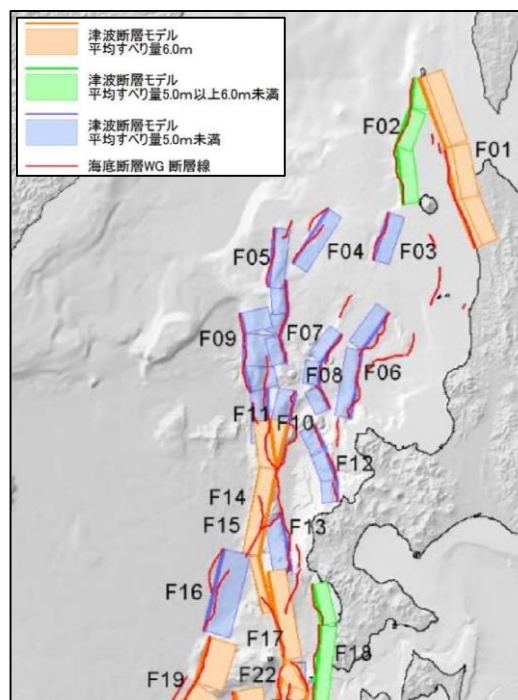 津波断層モデル
平均すべり量6.0m
津波断層モデル
平均すべり量5.0m以上6.0m未満
津波断層モデル
平均すべり量5.0m未満
海底断層WG 断層線
F02
F01
F05
F04
F03
F09
F07
F08
F06
F11
F10
F12
F14
F15
F13
F16
F17
F18
F19
F22